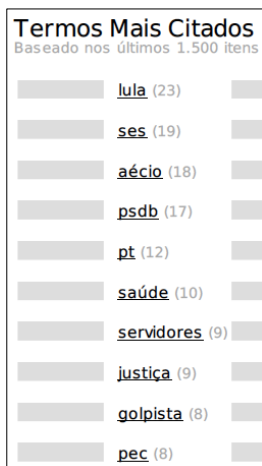 Termos Mais Citados
Baseado nos últimos 1.500 itens
lula (23)
ses (19)
aécio (18)
psdb (17)
pt (12)
saúde (10)
servidores (9)
justiça (9)
golpista (8)
pec (8)